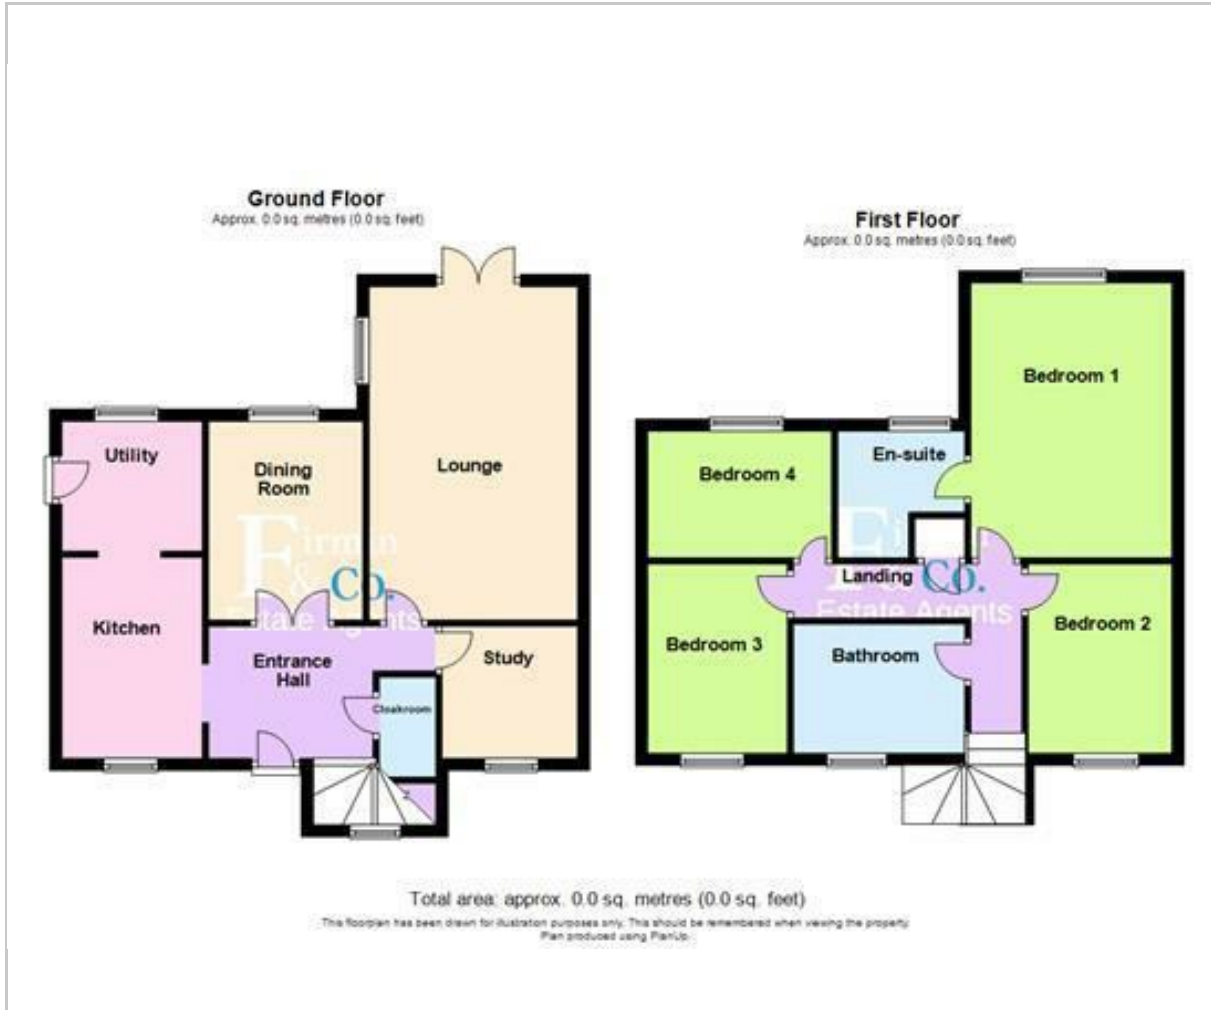 Ground Floor
Approx. 0.0 sq. metres (0.0 sq. feet)
Utility
Dining
Room
Lounge
Kitchen
Entrance
Hall
Study
Cloakroom
First Floor
Approx. 0.0 sq. metres (0.0 sq. feet)
Bedroom 1
En-suite
Bedroom 4
Landing
Bedroom 3
Bathroom
Bedroom 2
Firmin
& Co.
Estate Agents
& Co.
Estate Agents
Total area: approx. 0.0 sq. metres (0.0 sq. feet)
This floorplan has been drawn for illustration purposes only. This should be remembered when viewing the property.
Plan produced using PlanUp.